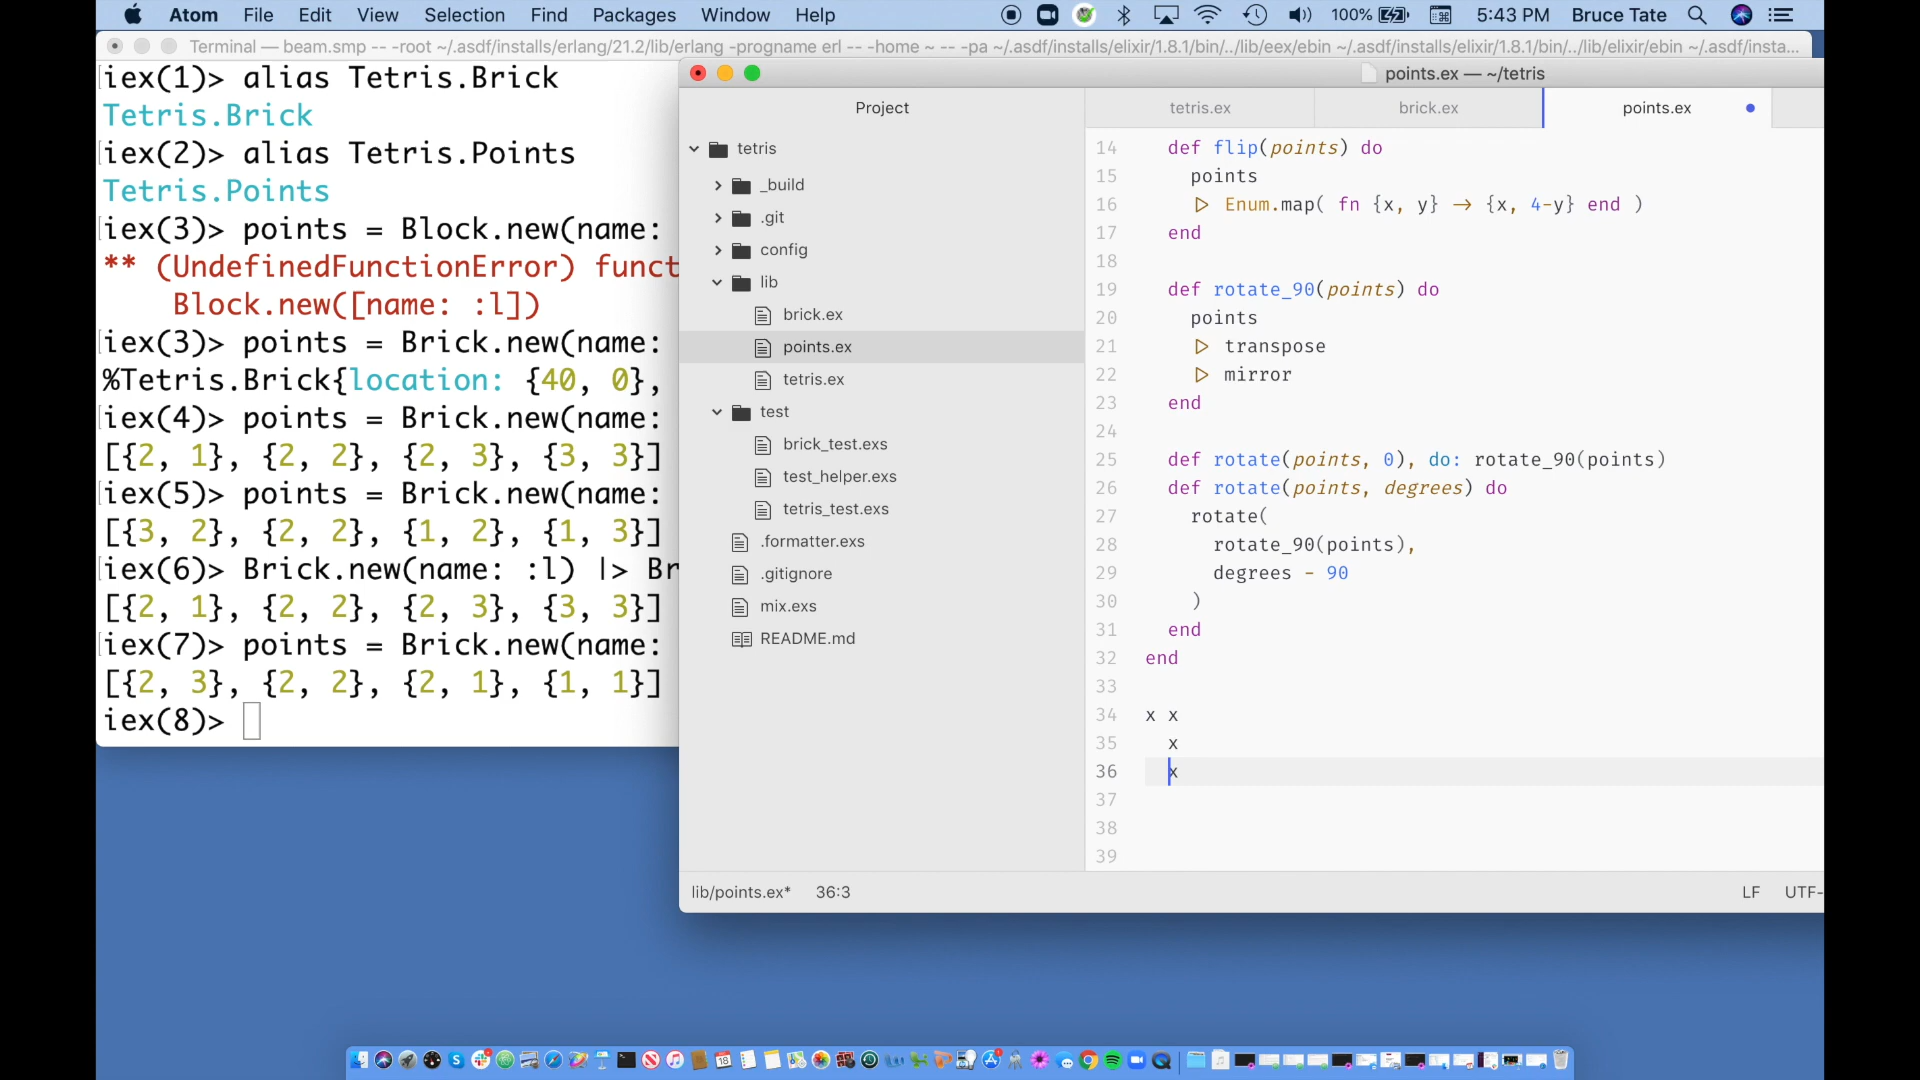 Atom File Edit View Selection Find Packages Window Help 100% 5:43 PM Bruce Tate
Terminal — beam.smp -- -root ~/.asdf/installs/erlang/21.2/lib/erlang -progname erl -- -home ~ -- -pa ~/.asdf/installs/elixir/1.8.1/bin/../lib/eex/ebin ~/.asdf/installs/elixir/1.8.1/bin/../lib/elixir/ebin ~/.asdf/insta...
iex(1)> alias Tetris.Brick
Tetris.Brick
iex(2)> alias Tetris.Points
Tetris.Points
iex(3)> points = Block.new(name:
** (UndefinedFunctionError) funct
Block.new([name: :l])
iex(3)> points = Brick.new(name:
%Tetris.Brick{location: {40, 0},
iex(4)> points = Brick.new(name:
[{2, 1}, {2, 2}, {2, 3}, {3, 3}]
iex(5)> points = Brick.new(name:
[{3, 2}, {2, 2}, {1, 2}, {1, 3}]
iex(6)> Brick.new(name: :l) |> Br
[{2, 1}, {2, 2}, {2, 3}, {3, 3}]
iex(7)> points = Brick.new(name:
[{2, 3}, {2, 2}, {2, 1}, {1, 1}]
iex(8)>
points.ex — ~/tetris
Project
tetris
_build
.git
config
lib
brick.ex
points.ex
tetris.ex
test
brick_test.exs
test_helper.exs
tetris_test.exs
.formatter.exs
.gitignore
mix.exs
README.md
tetris.ex brick.ex points.ex
14 def flip(points) do
15 points
16 |> Enum.map( fn {x, y} -> {x, 4-y} end )
17 end
18
19 def rotate_90(points) do
20 points
21 |> transpose
22 |> mirror
23 end
24
25 def rotate(points, 0), do: rotate_90(points)
26 def rotate(points, degrees) do
27 rotate(
28 rotate_90(points),
29 degrees - 90
30 )
31 end
32 end
33
34 x x
35 x
36 x
37
38
39
lib/points.ex* 36:3 LF UTF-